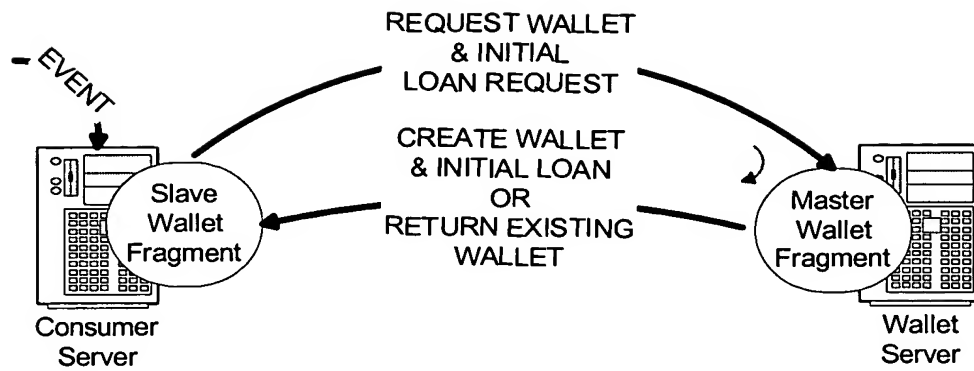 EVENT
REQUEST WALLET
& INITIAL
LOAN REQUEST
CREATE WALLET
& INITIAL LOAN
OR
RETURN EXISTING
WALLET
Slave
Wallet
Fragment
Master
Wallet
Fragment
Consumer
Server
Wallet
Server